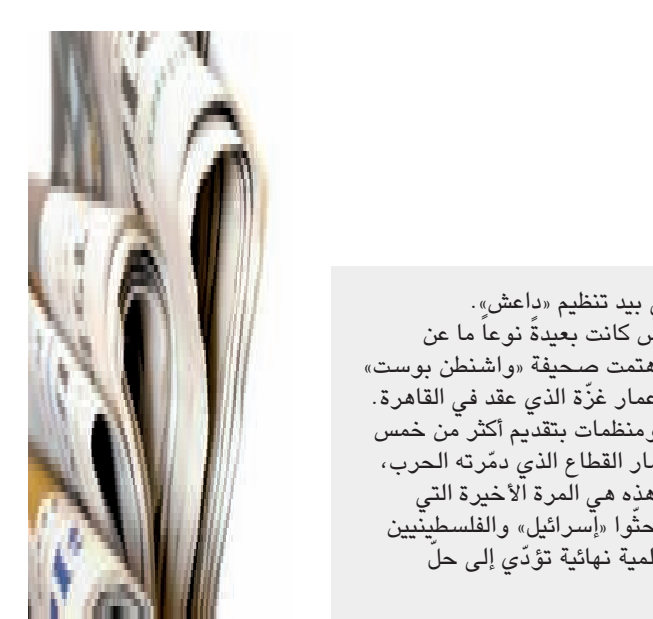 بيد تنظيم «داعش».
كانت بعيدةً نوعاً ما عن
هتمت صحيفة «واشنطن بوست»
عمار غزّة الذي عقد في القاهرة.
ومنظمات بتقديم أكثر من خمس
مار القطاع الذي دمّرته الحرب،
هذه هي المرة الأخيرة التي
حثّوا «إسرائيل» والفلسطينيين
لمية نهائية تؤدّي إلى حلّ